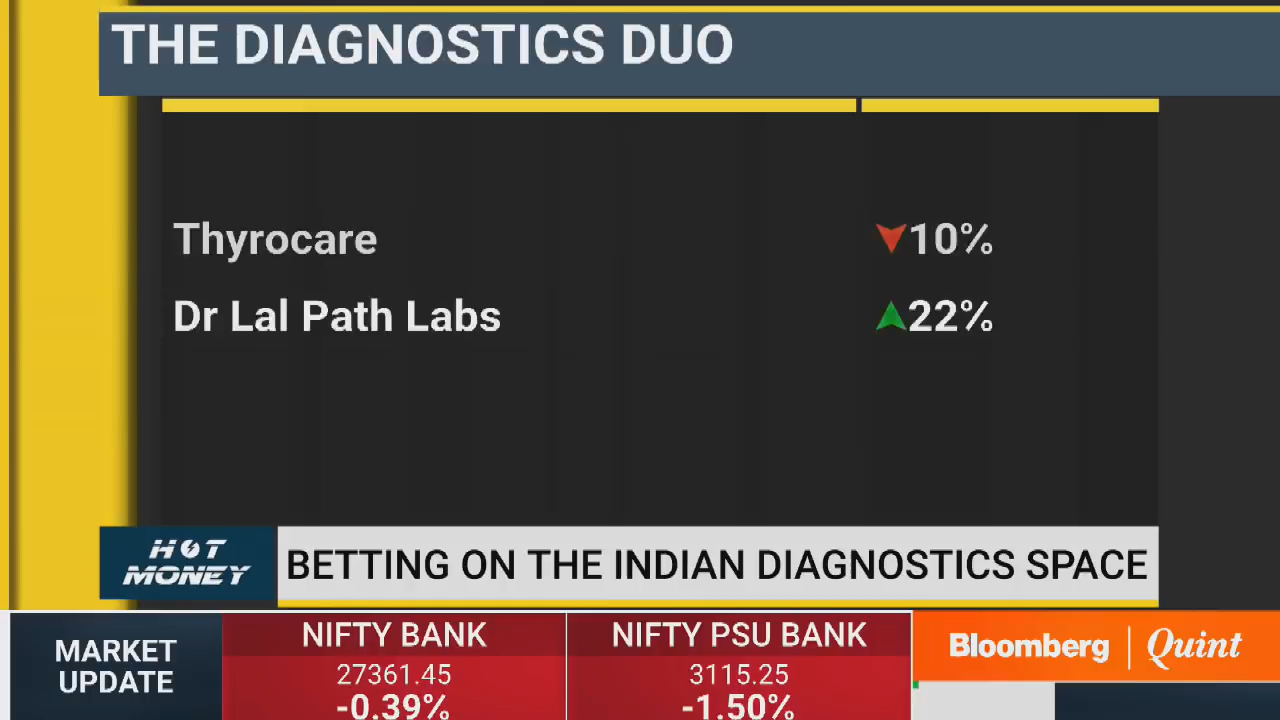 THE DIAGNOSTICS DUO
Thyrocare ▼10%
Dr Lal Path Labs ▲22%
HOT MONEY
BETTING ON THE INDIAN DIAGNOSTICS SPACE
MARKET UPDATE
NIFTY BANK
27361.45
-0.39%
NIFTY PSU BANK
3115.25
-1.50%
Bloomberg | Quint